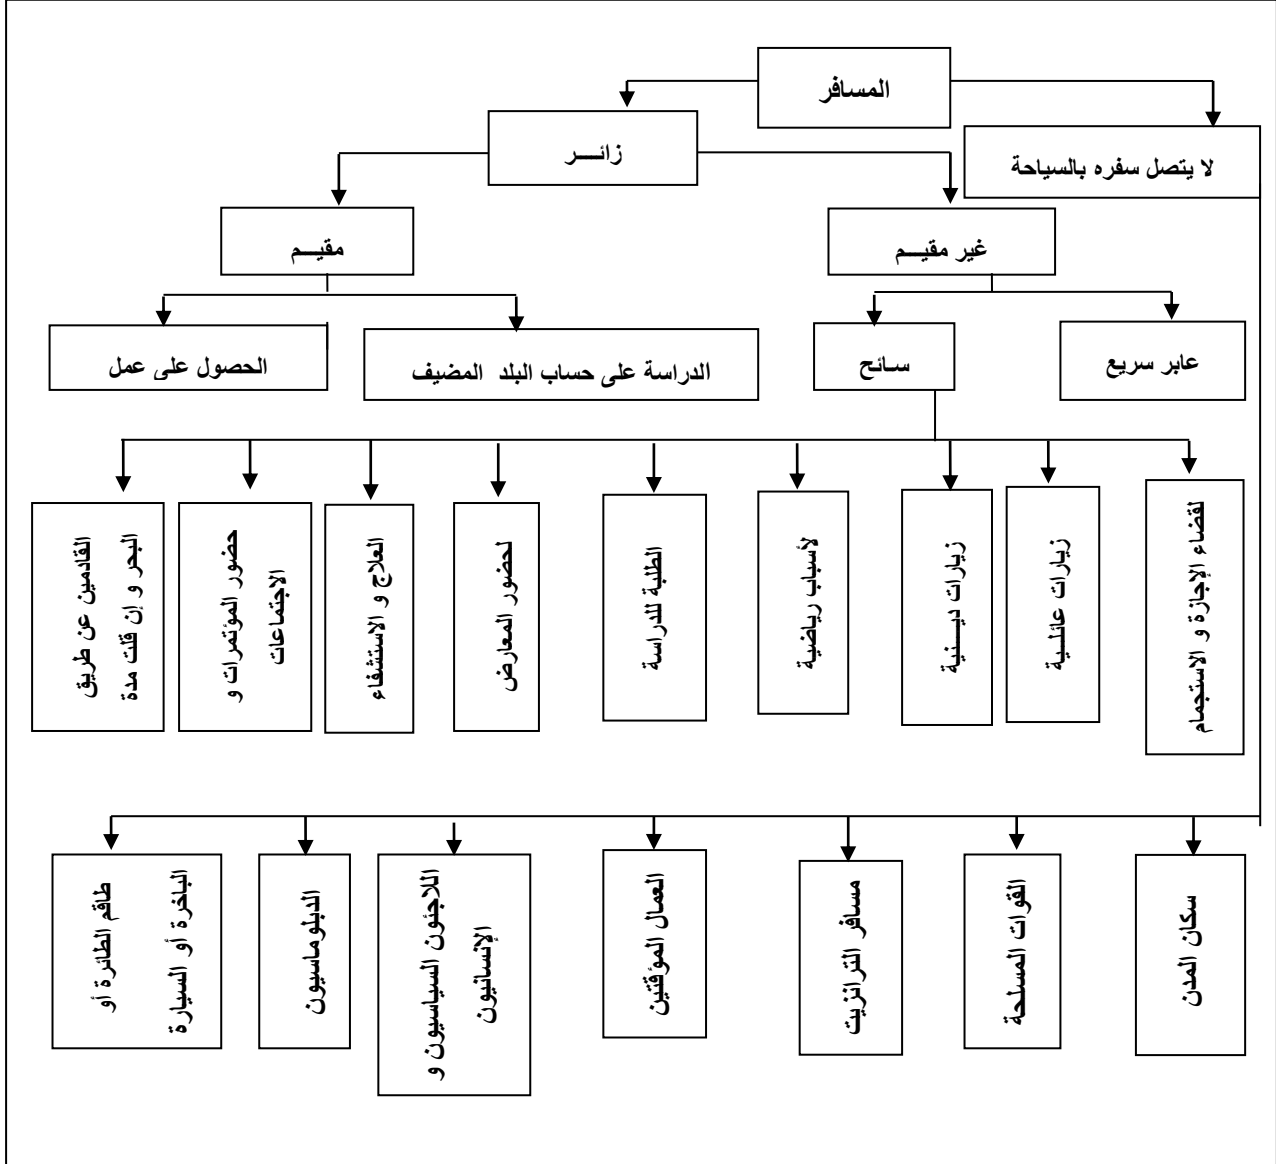 المسافر
زائـــر
لا يتصل سفره بالسياحة
مقيـــم
غير مقيـــم
الحصول على عمل
الدراسة على حساب البلد المضيف
سـائح
عابر سريع
لقضاء الإجازة و الاستجمام
زيارات عائلـية
زيارات ديـــنية
لأسباب رياضية
الطلبة للدراسة
لحضور المعارض
العلاج و الاستشفاء
حضور المؤتمرات و
الاجتماعات
القادمين عن طريق
البحر و إن قلت مدة
سكان المدن
القوات المسلحة
مسافر الترانزيت
العمال المؤقتين
اللاجئون السياسيون و
الإنسانيون
الدبلوماسيون
طاقم الطائرة أو
الباخرة أو السيارة